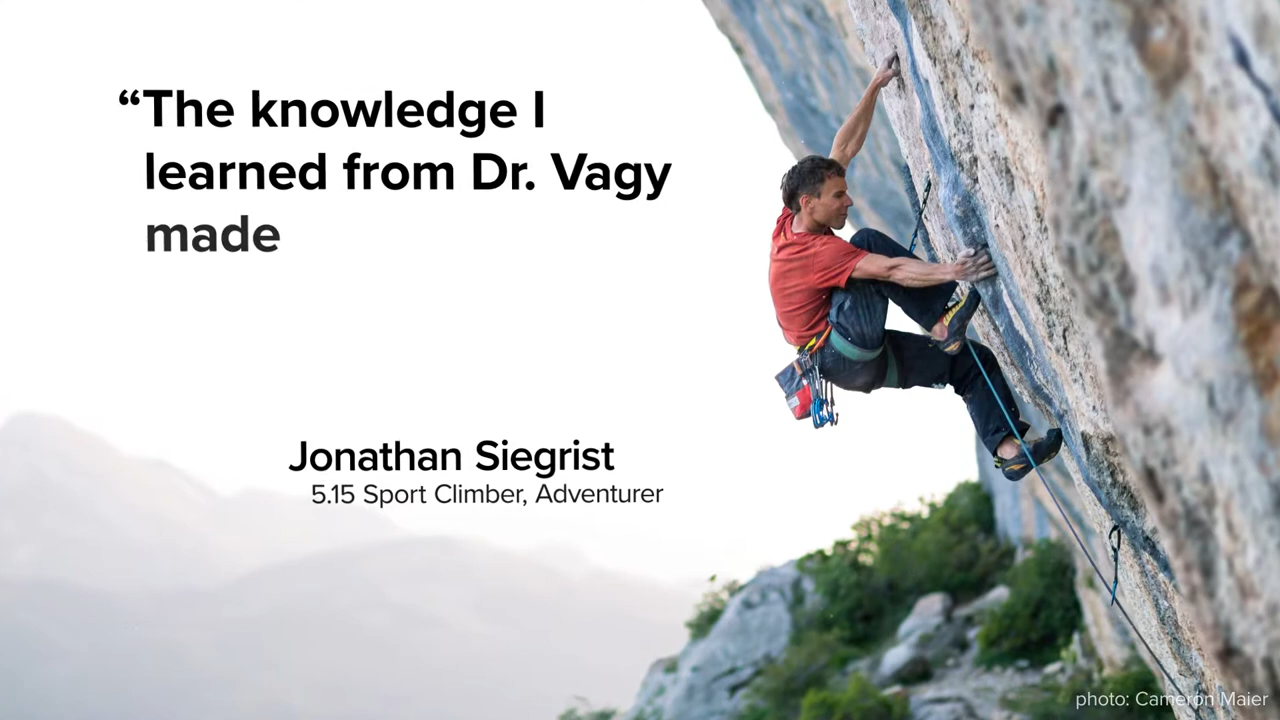 “The knowledge I
learned from Dr. Vagy
made
Jonathan Siegrist
5.15 Sport Climber, Adventurer
photo: Cameron Maier